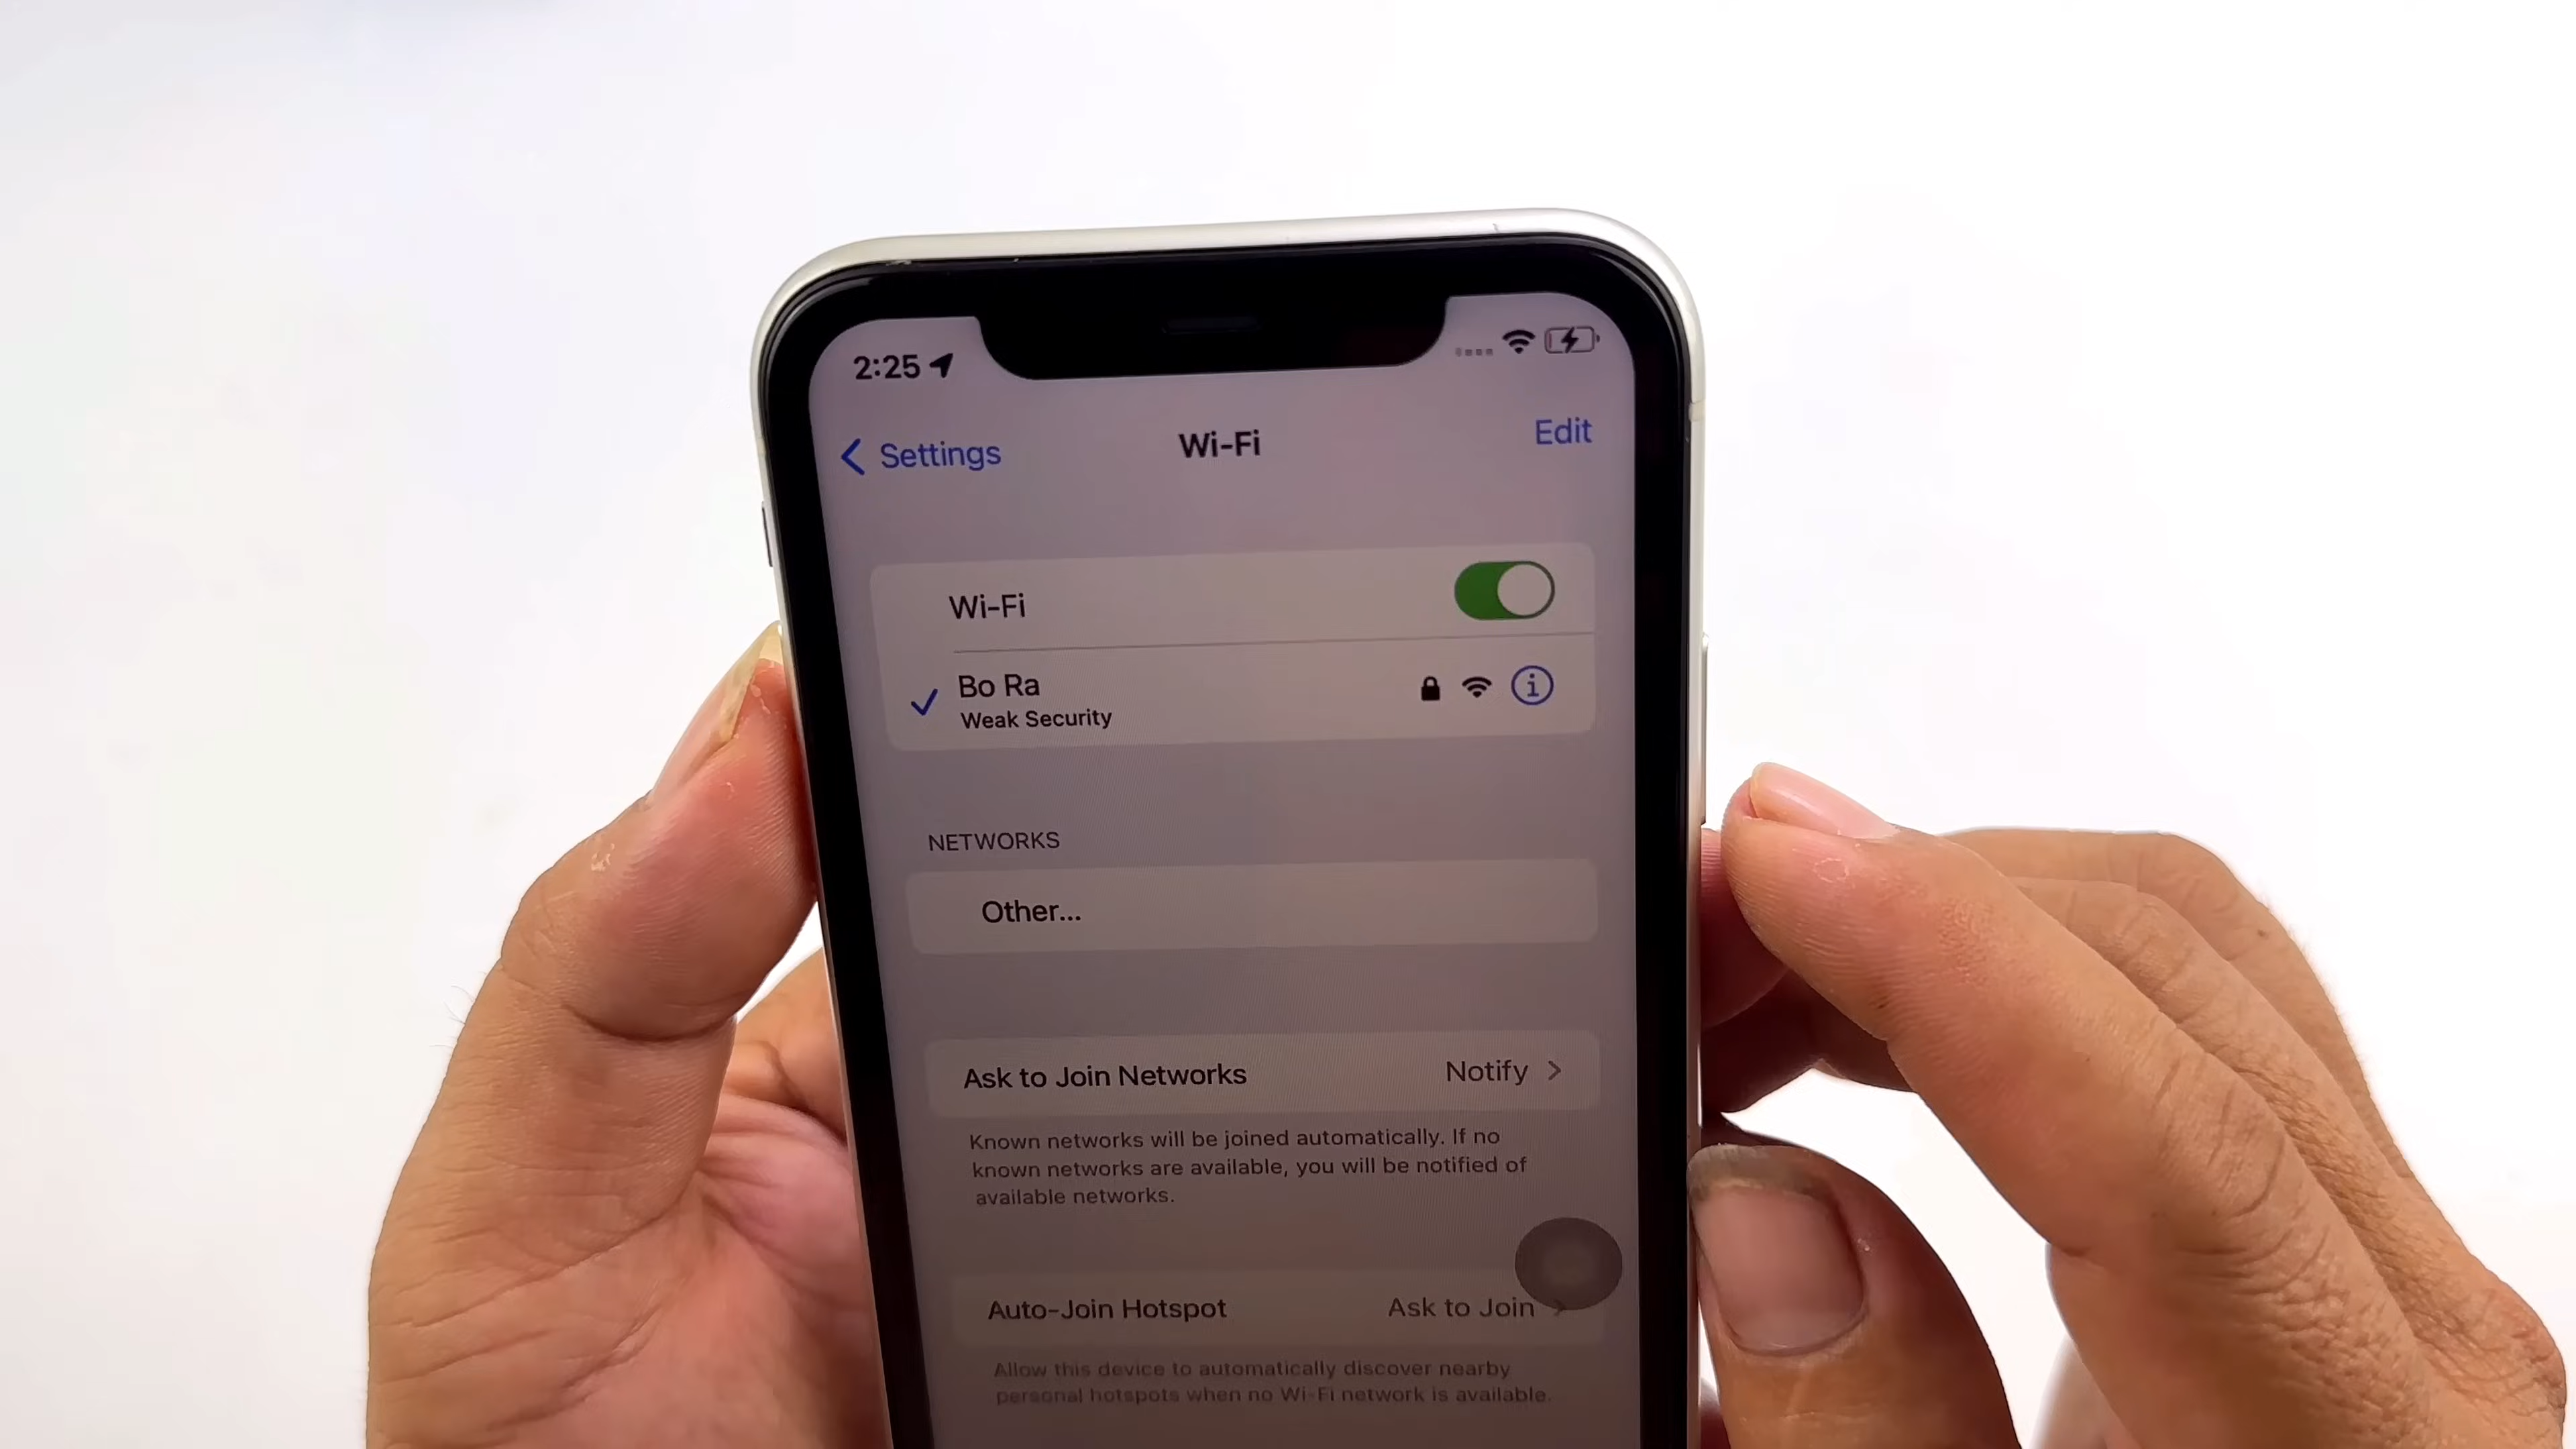 2:25
Settings
Wi-Fi
Edit
Wi-Fi
Bo Ra
Weak Security
NETWORKS
Other...
Ask to Join Networks
Notify
Known networks will be joined automatically. If no
known networks are available, you will be notified of
available networks.
Auto-Join Hotspot
Ask to Join
Allow this device to automatically discover nearby
personal hotspots when no Wi-Fi network is available.